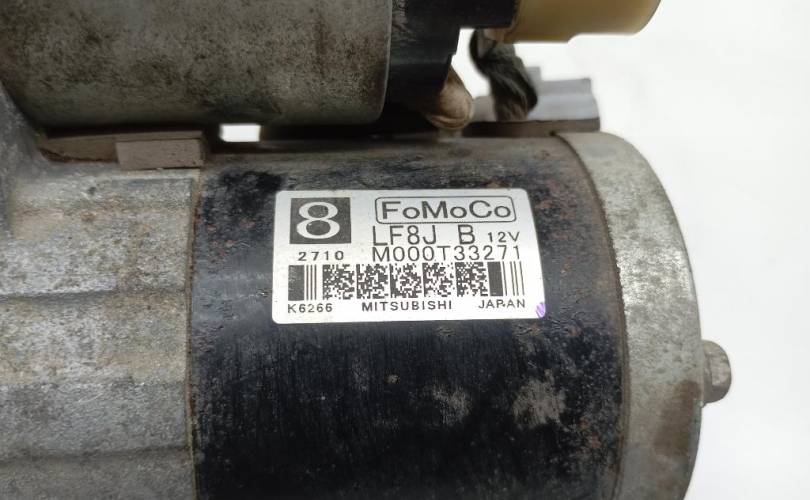 8 FoMoCo
LF8J B 12V
2710 M000T33271
K6266 MITSUBISHI JAPAN